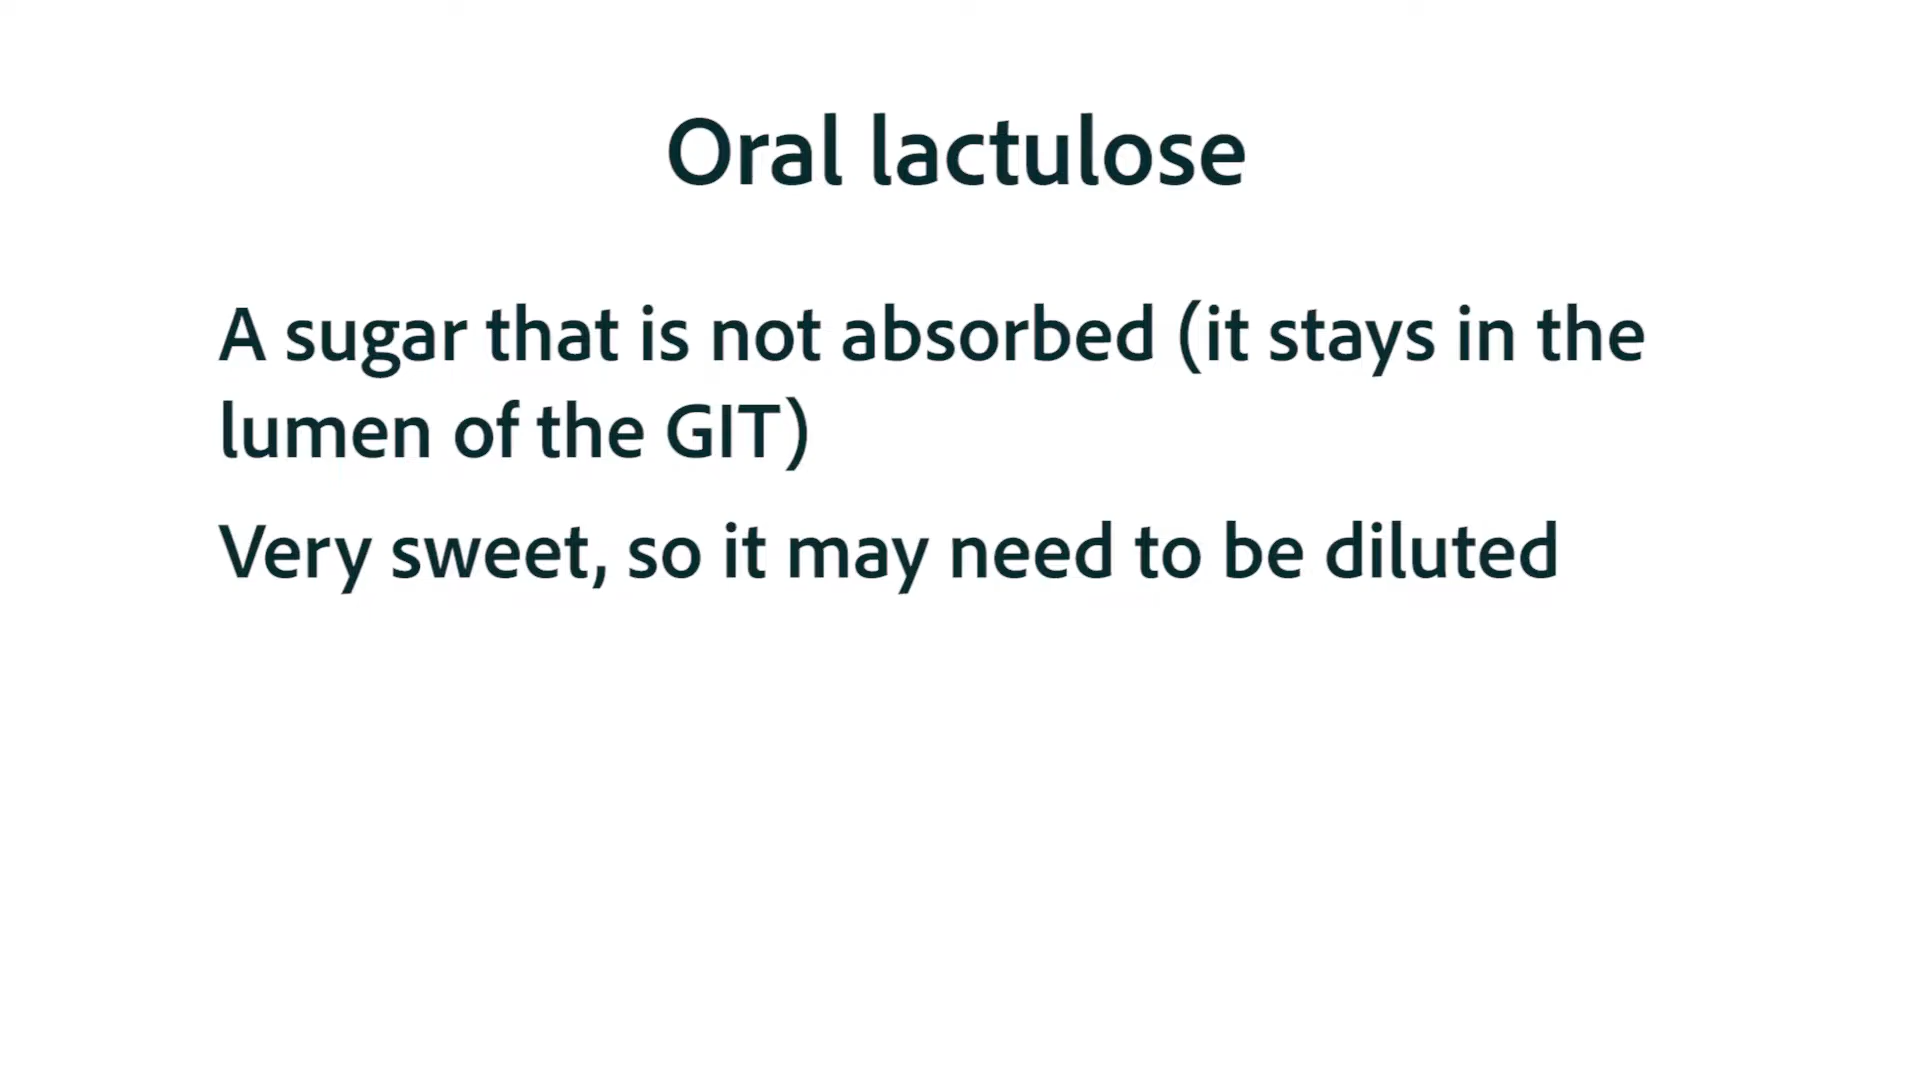 Oral lactulose
A sugar that is not absorbed (it stays in the
lumen of the GIT)
Very sweet, so it may need to be diluted